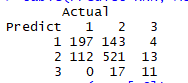 Actual
Predict 1 2 3
1 197 143 4
2 112 521 13
3 0 17 11